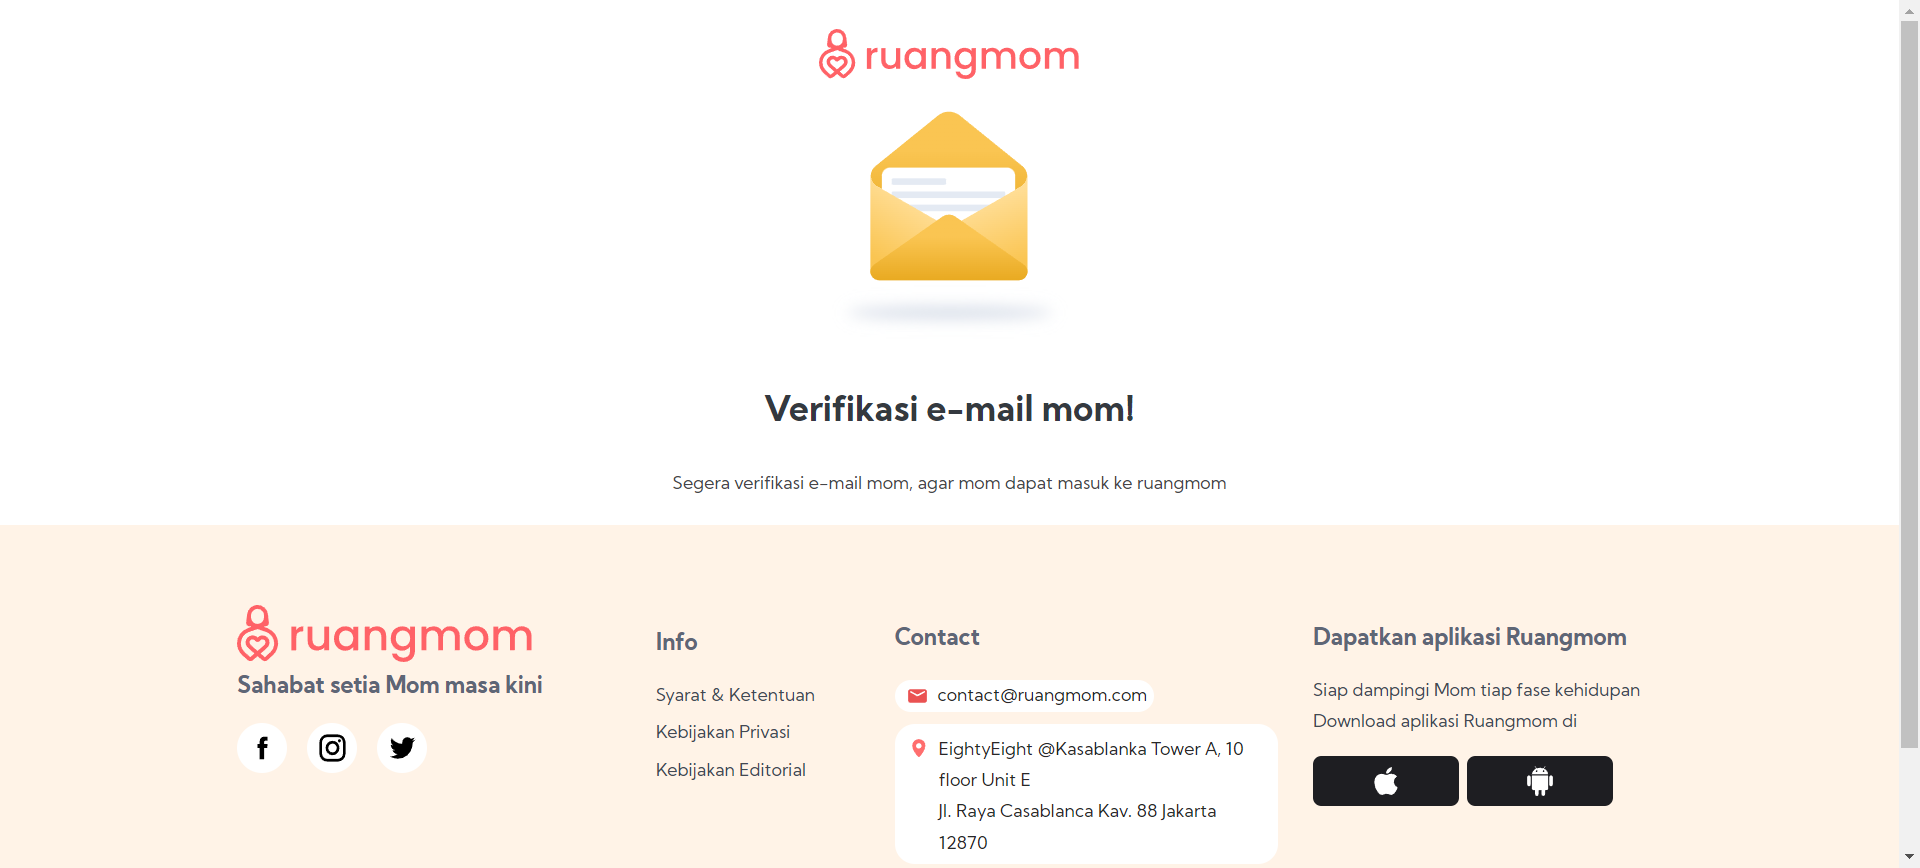 ruangmom
Verifikasi e-mail mom!
Segera verifikasi e-mail mom, agar mom dapat masuk ke ruangmom
ruangmom
Sahabat setia Mom masa kini
Info
Syarat & Ketentuan
Kebijakan Privasi
Kebijakan Editorial
Contact
contact@ruangmom.com
EightyEight @Kasablanka Tower A, 10
floor Unit E
Jl. Raya Casablanca Kav. 88 Jakarta
12870
Dapatkan aplikasi Ruangmom
Siap dampingi Mom tiap fase kehidupan
Download aplikasi Ruangmom di